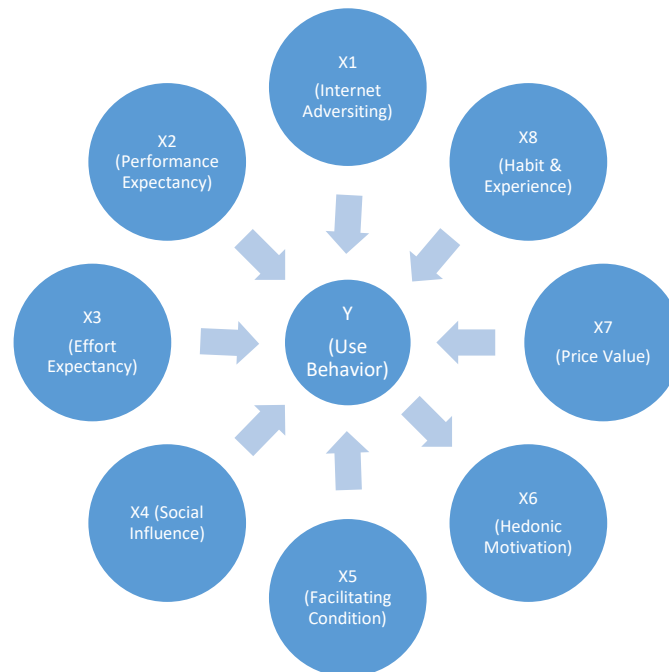 X1
(Internet
Adversiting)
X2
(Performance
Expectancy)
X8
(Habit &
Experience)
X3
(Effort
Expectancy)
Y
(Use
Behavior)
X7
(Price Value)
X4 (Social
Influence)
X6
(Hedonic
Motivation)
X5
(Facilitating
Condition)